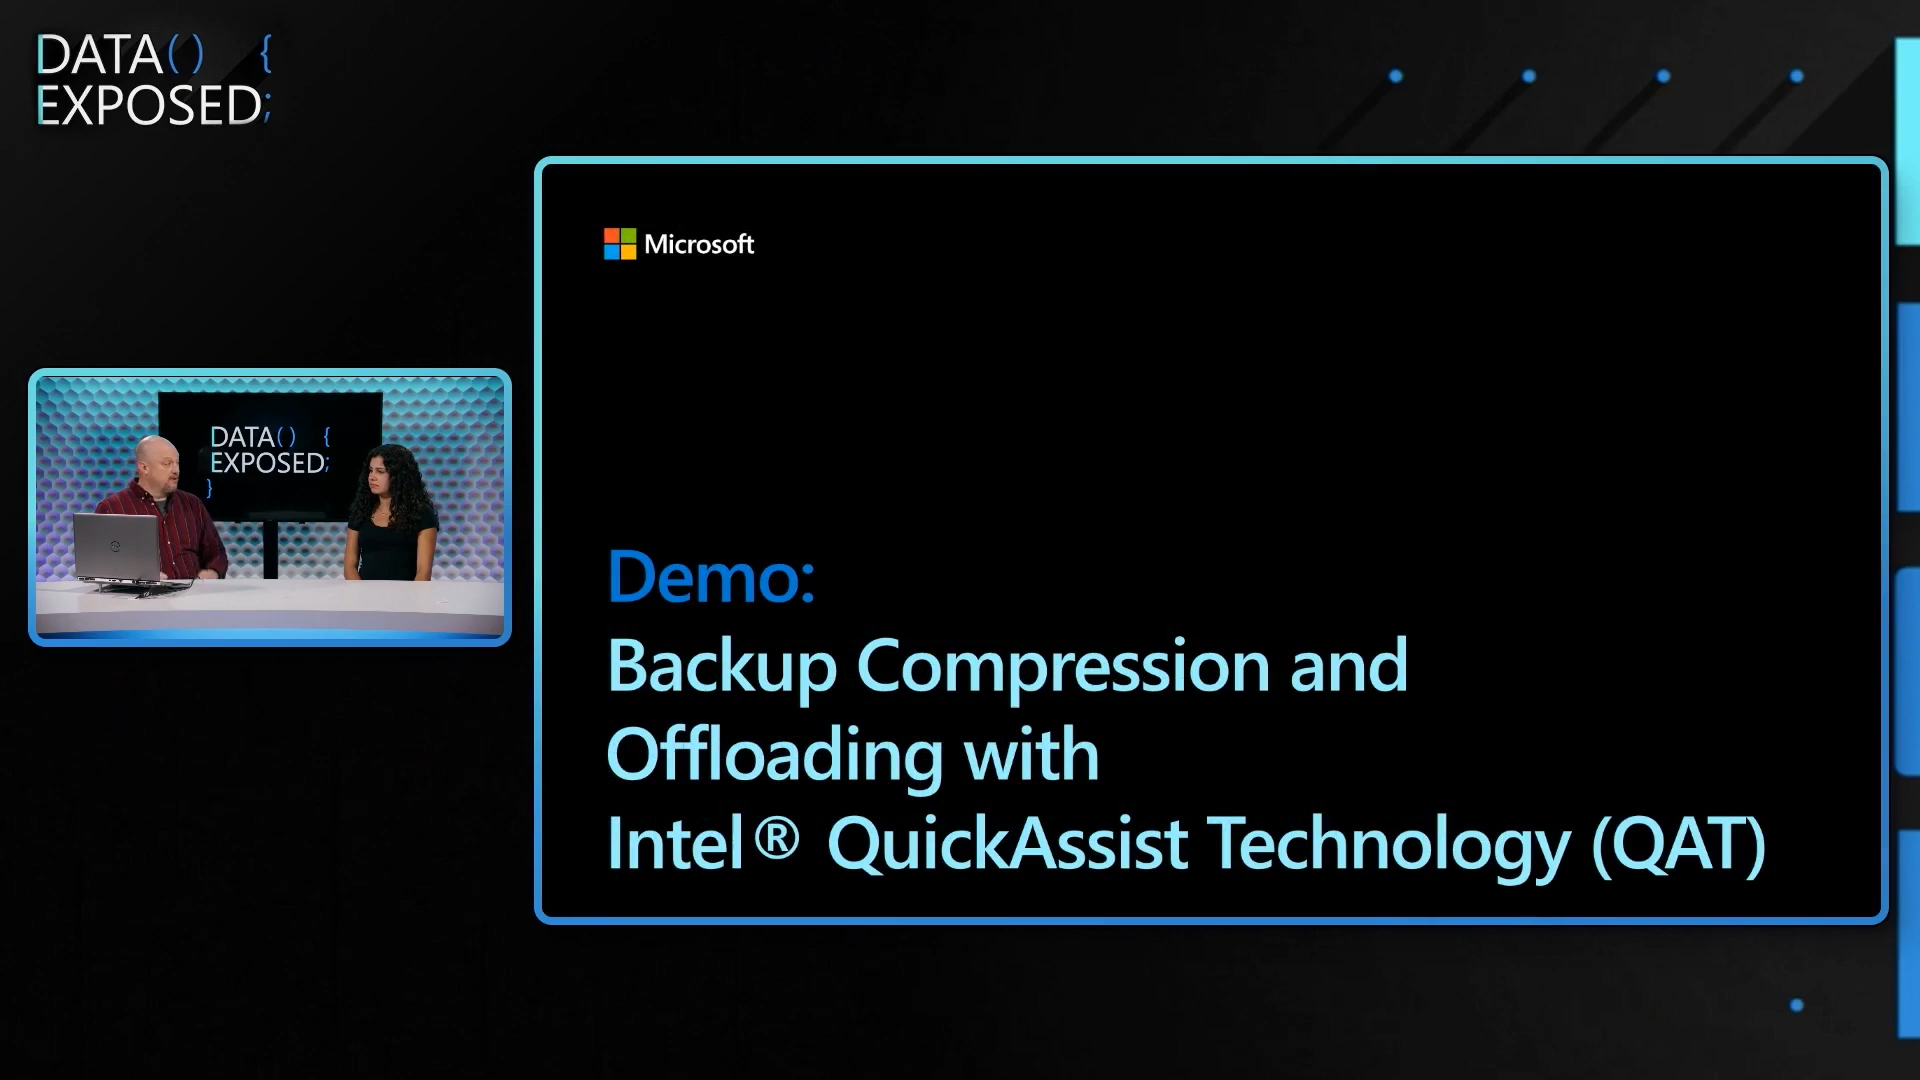 DATA() {
EXPOSED;
Microsoft
DATA() {
EXPOSED;
}
Demo:
Backup Compression and
Offloading with
Intel® QuickAssist Technology (QAT)